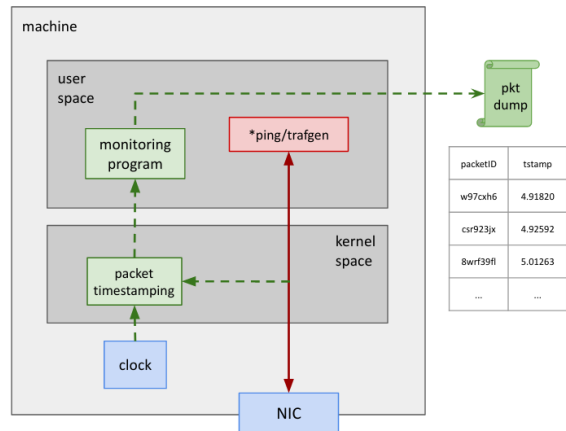 machine
user
space
monitoring
program
*ping/trafgen
pkt
dump
packetID tstamp
w97cxh6 4.91820
csr923jx 4.92592
8wrf39fl 5.01263
... ...
kernel
space
packet
timestamping
clock
NIC